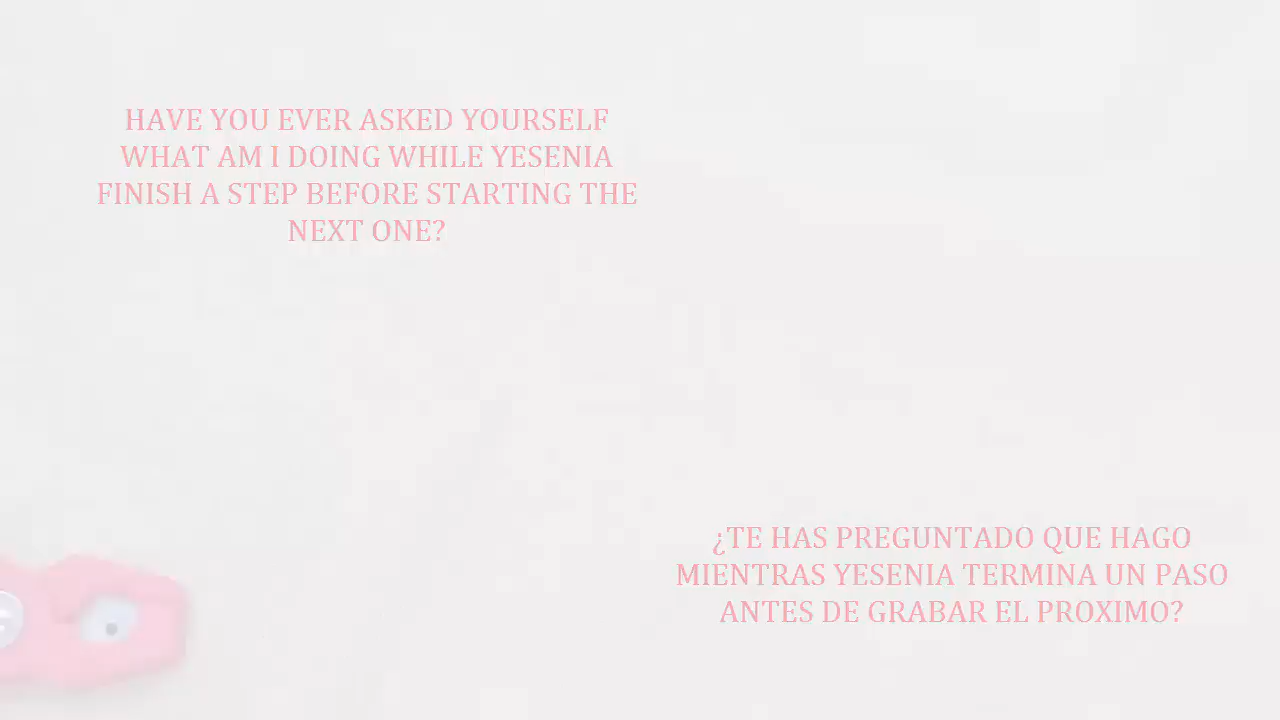 HAVE YOU EVER ASKED YOURSELF
WHAT AM I DOING WHILE YESENIA
FINISH A STEP BEFORE STARTING THE
NEXT ONE?
¿TE HAS PREGUNTADO QUE HAGO
MIENTRAS YESENIA TERMINA UN PASO
ANTES DE GRABAR EL PROXIMO?